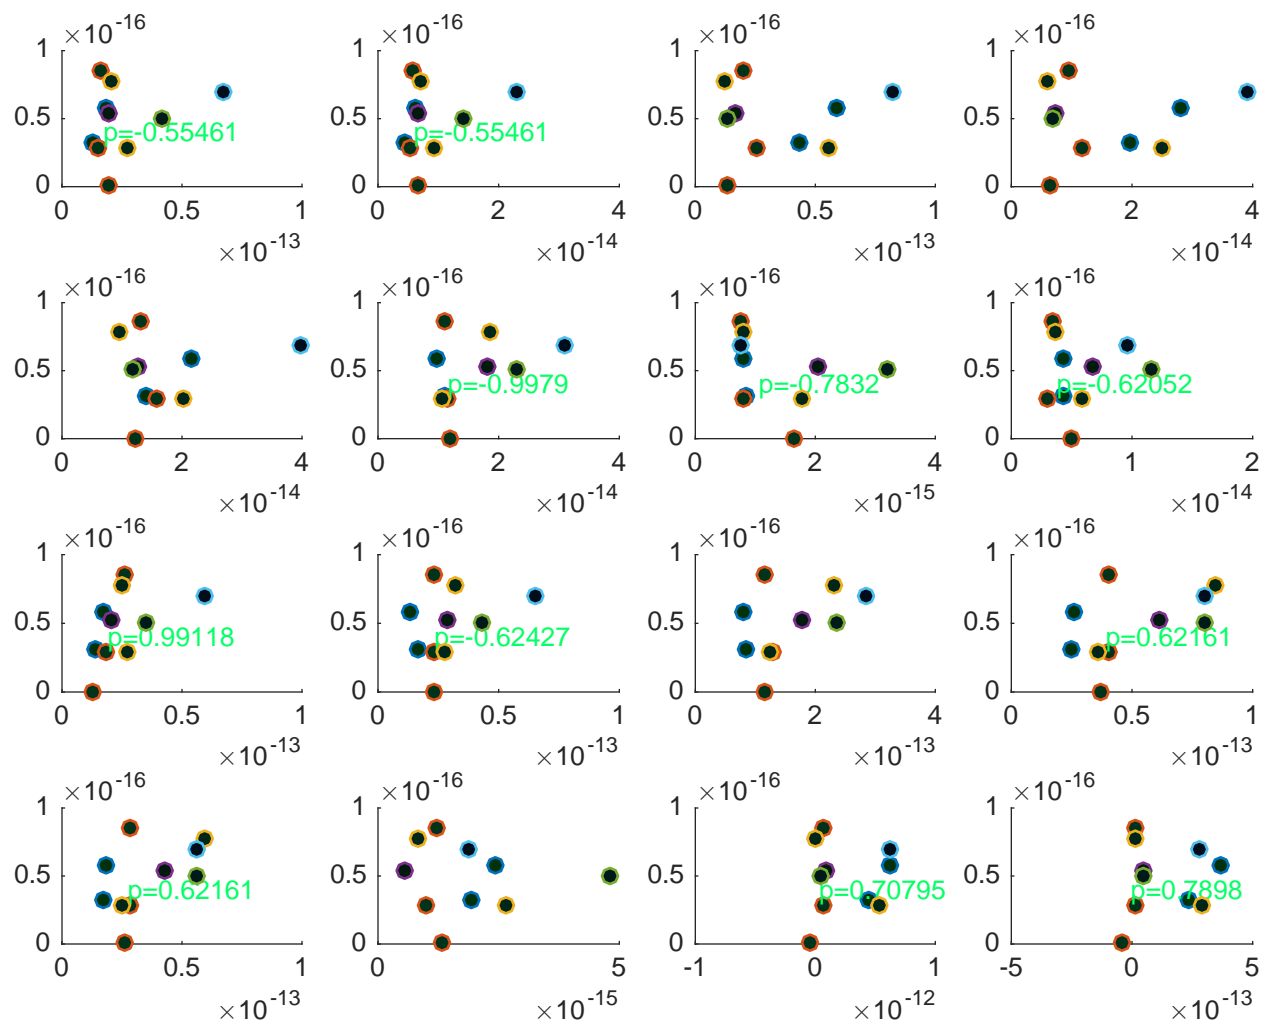 ×10-16 ×10-16 ×10-16 ×10-16
1 1 1 1
0.5 0.5 0.5 0.5
p=-0.55461 p=-0.55461
0 0 0 0
0 0.5 1 0 2 4 0 0.5 1 0 2 4
×10-13 ×10-14 ×10-13 ×10-14
×10-16 ×10-16 ×10-16 ×10-16
1 1 1 1
0.5 0.5 0.5 0.5
p=-0.9979 p=-0.7832 p=-0.62052
0 0 0 0
0 2 4 0 2 4 0 2 4 0 1 2
×10-14 ×10-14 ×10-15 ×10-14
×10-16 ×10-16 ×10-16 ×10-16
1 1 1 1
0.5 0.5 0.5 0.5
p=0.99118 p=-0.62427 p=0.62161
0 0 0 0
0 0.5 1 0 0.5 1 0 2 4 0 0.5 1
×10-13 ×10-13 ×10-13 ×10-13
×10-16 ×10-16 ×10-16 ×10-16
1 1 1 1
0.5 0.5 0.5 0.5
p=0.62161 p=0.70795 p=0.7898
0 0 0 0
0 0.5 1 0 5 -1 0 1 -5 0 5
×10-13 ×10-15 ×10-12 ×10-13